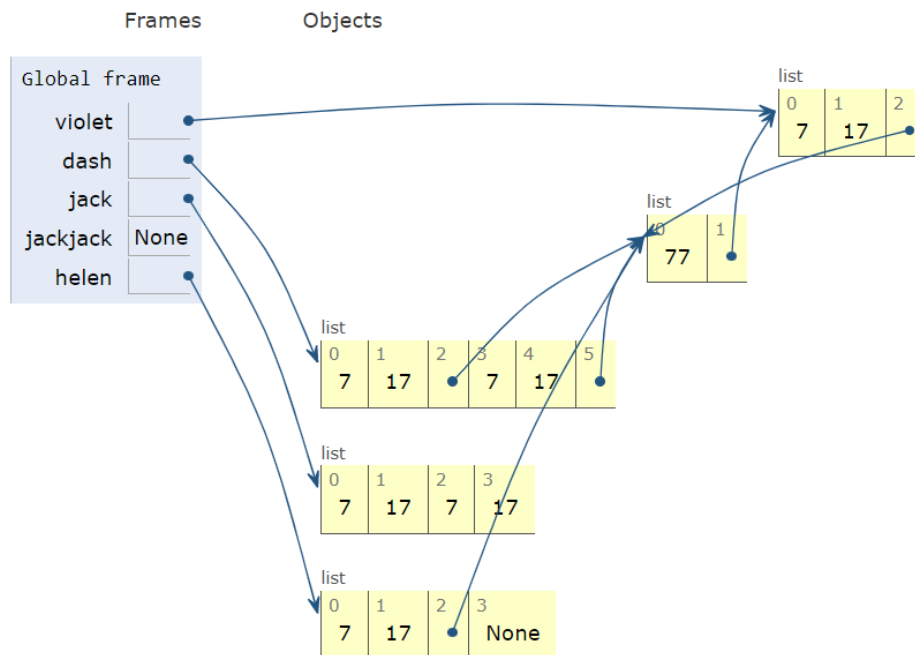 Frames Objects
Global frame
violet
dash
jack
jackjack None
helen
list
0 1 2
7 17
list
0 1
77
list
0 1 2 3 4 5
7 17 7 17
list
0 1 2 3
7 17 7 17
list
0 1 2 3
7 17 None